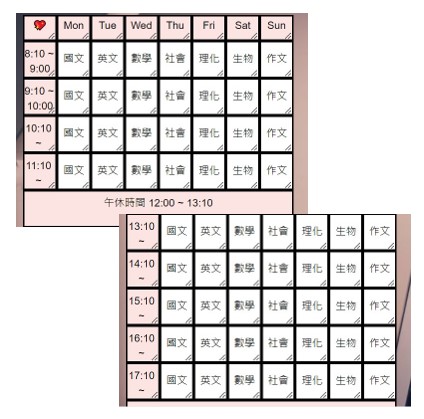 Mon Tue Wed Thu Fri Sat Sun
8:10 ~ 9:00 國文 英文 數學 社會 理化 生物 作文
9:10 ~ 10:00 國文 英文 數學 社會 理化 生物 作文
10:10 ~ 國文 英文 數學 社會 理化 生物 作文
11:10 ~ 國文 英文 數學 社會 理化 生物 作文
午休時間 12:00 ~ 13:10
13:10 ~ 國文 英文 數學 社會 理化 生物 作文
14:10 ~ 國文 英文 數學 社會 理化 生物 作文
15:10 ~ 國文 英文 數學 社會 理化 生物 作文
16:10 ~ 國文 英文 數學 社會 理化 生物 作文
17:10 ~ 國文 英文 數學 社會 理化 生物 作文